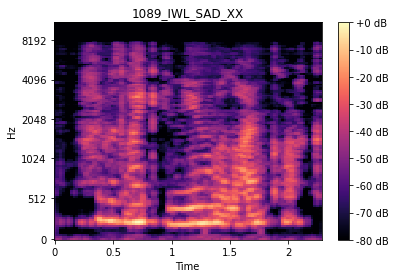 1089_IWL_SAD_XX
+0 dB
8192
-10 dB
4096
-20 dB
-30 dB
2048
Hz
-40 dB
1024
-50 dB
512
-60 dB
-70 dB
0
-80 dB
0 0.5 1 1.5 2
Time